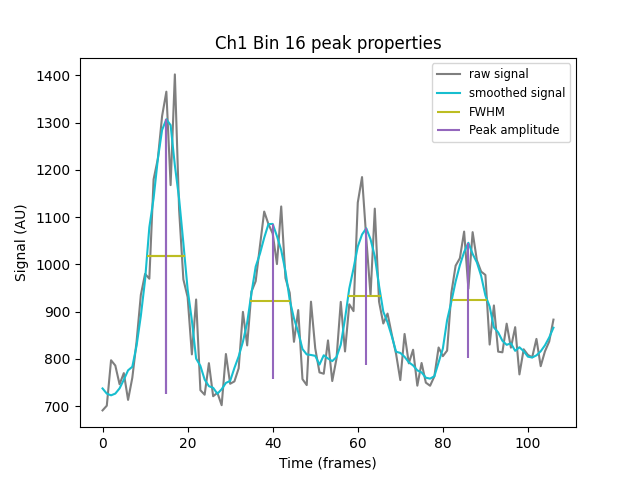 Ch1 Bin 16 peak properties
raw signal
smoothed signal
FWHM
Peak amplitude
Signal (AU)
1400
1300
1200
1100
1000
900
800
700
0 20 40 60 80 100
Time (frames)